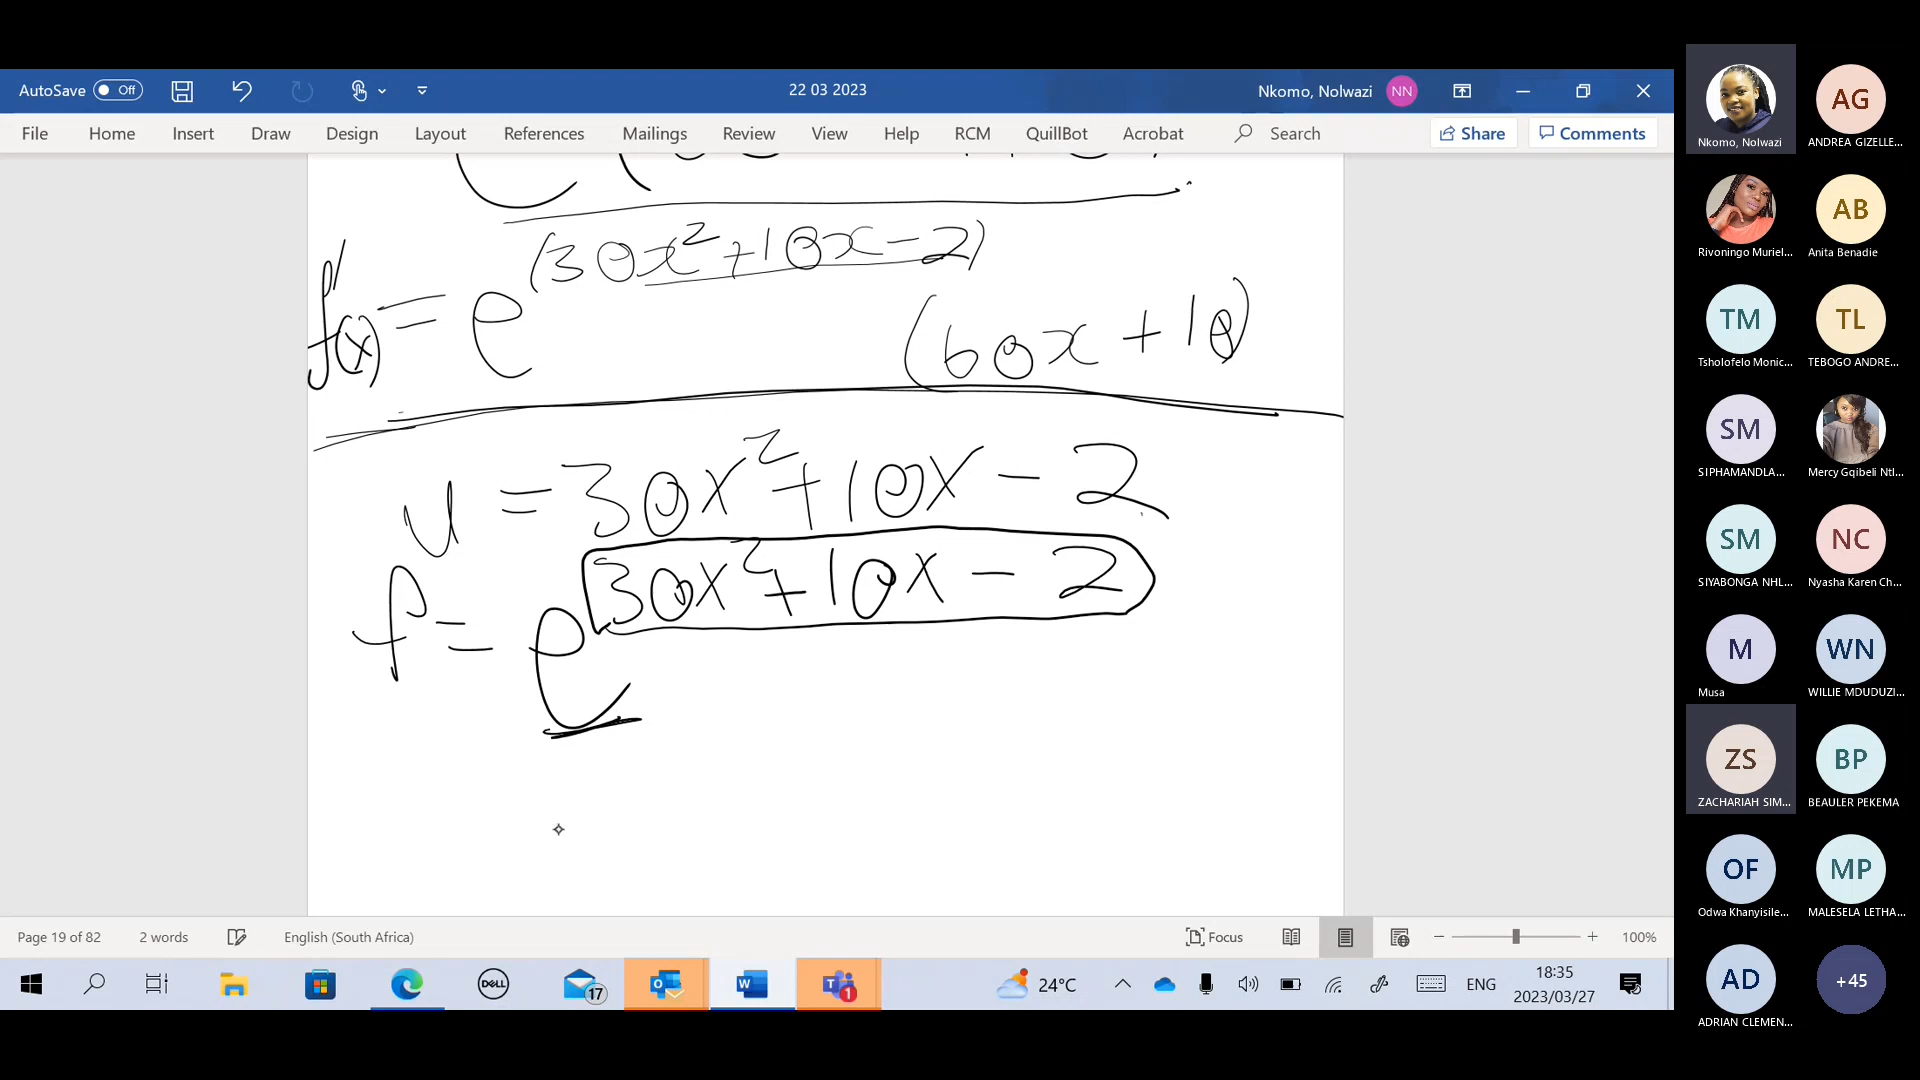 AutoSave Off 22 03 2023 Nkomo, Nolwazi NN
File Home Insert Draw Design Layout References Mailings Review View Help RCM QuillBot Acrobat Search Share Comments
(30x²+10x-2)
f'(x) = e (60x+10)
u = 30x²+10x-2
30x²+10x-2
f = e
Page 19 of 82 2 words English (South Africa) Focus 100%
DELL 17 1 24°C ENG 18:35
2023/03/27
Nkomo, Nolwazi
AG
ANDREA GIZELLE...
Rivoningo Muriel...
AB
Anita Benadie
TM
Tsholofelo Monic...
TL
TEBOGO ANDRE...
SM
SIPHAMANDLA...
Mercy Gqibeli Ntl...
SM
SIYABONGA NHL...
NC
Nyasha Karen Ch...
M
Musa
WN
WILLIE MDUDUZI...
ZS
ZACHARIAH SIM...
BP
BEAULER PEKEMA
OF
Odwa Khanyisile...
MP
MALESELA LETHA...
AD
ADRIAN CLEMEN...
+45